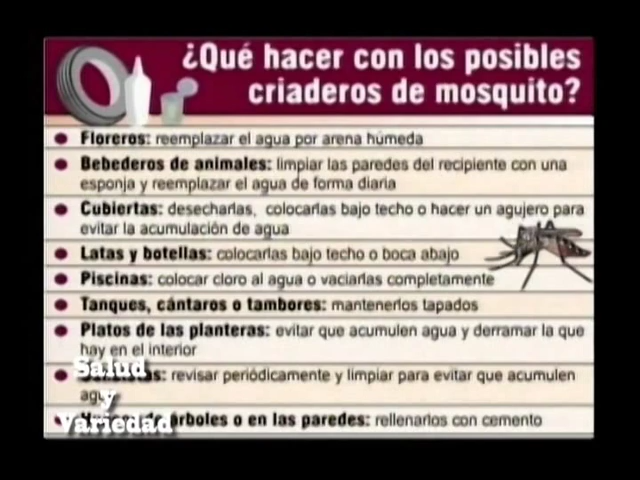 ¿Qué hacer con los posibles
criaderos de mosquito?
Floreros: reemplazar el agua por arena húmeda
Bebederos de animales: limpiar las paredes del recipiente con una
esponja y reemplazar el agua de forma diaria
Cubiertas: desecharlas, colocarlas bajo techo o hacer un agujero para
evitar la acumulación de agua
Latas y botellas: colocarlas bajo techo o boca abajo
Piscinas: colocar cloro al agua o vaciarlas completamente
Tanques, cántaros o tambores: mantenerlos tapados
Platos de las planteras: evitar que acumulen agua y derramar la que
hay en el interior
revisar periódicamente y limpiar para evitar que acumulen
árboles o en las paredes: rellenarlos con cemento
Salud
y
Variedad